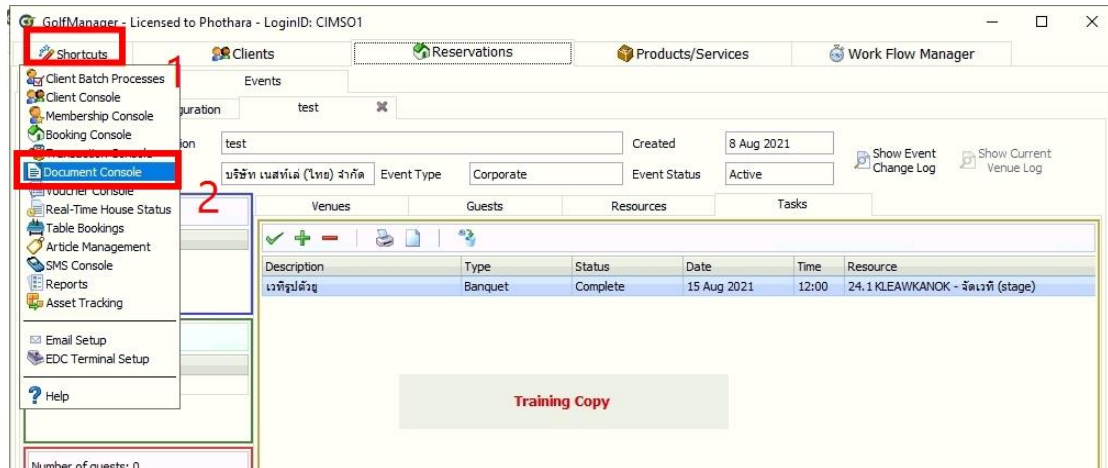 GolfManager - Licensed to Phothara - LoginID: CIMSO1
Shortcuts Clients Reservations Products/Services Work Flow Manager
1
Client Batch Processes
Client Console
Membership Console
Booking Console
Document Console
2
Voucher Console
Real-Time House Status
Table Bookings
Article Management
SMS Console
Reports
Asset Tracking
Email Setup
EDC Terminal Setup
Help
Events
test
test Created 8 Aug 2021 Show Event Change Log Show Current Venue Log
บริษัท เนสท์เล่ (ไทย) จำกัด Event Type Corporate Event Status Active
Venues Guests Resources Tasks
Description Type Status Date Time Resource
เวทีรูปตัวยู Banquet Complete 15 Aug 2021 12:00 24.1 KLEAWKANOK - จัดเวที (stage)
Training Copy
Number of guests: 0